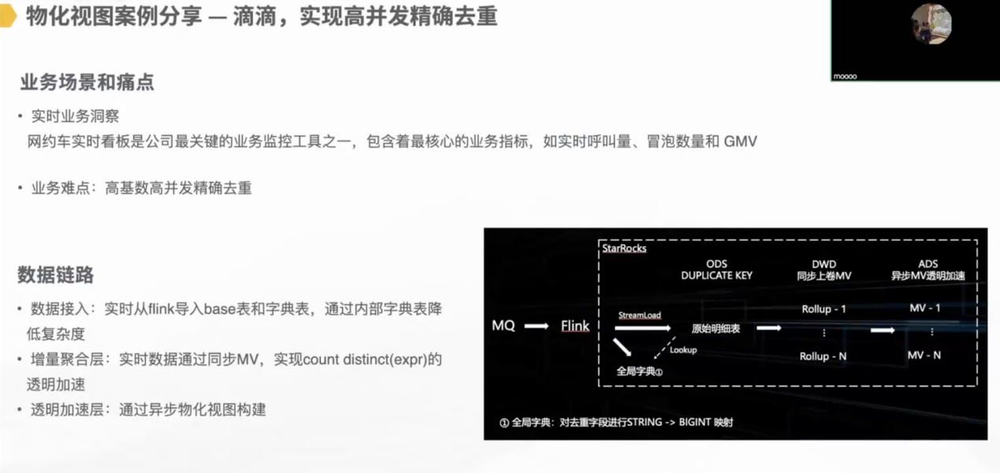 物化视图案例分享 — 滴滴，实现高并发精确去重
moooo
业务场景和痛点
• 实时业务洞察
网约车实时看板是公司最关键的业务监控工具之一，包含着最核心的业务指标，如实时呼叫量、冒泡数量和 GMV
• 业务难点：高基数高并发精确去重
数据链路
• 数据接入：实时从flink导入base表和字典表，通过内部字典表降
低复杂度
• 增量聚合层：实时数据通过同步MV，实现count distinct(expr)的
透明加速
• 透明加速层：通过异步物化视图构建
StarRocks
ODS
DUPLICATE KEY
DWD
同步上卷MV
ADS
异步MV透明加速
MQ
Flink
StreamLoad
原始明细表
Lookup
全局字典①
Rollup - 1
⋮
Rollup - N
MV - 1
⋮
MV - N
① 全局字典：对去重字段进行STRING -> BIGINT 映射